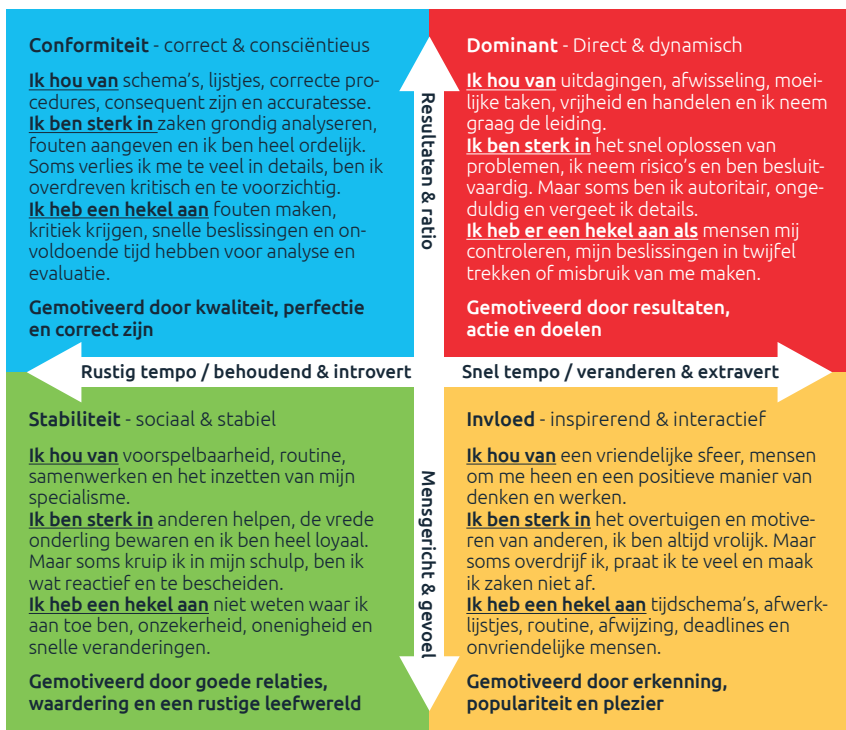 Conformiteit - correct & consciëntieus
Ik hou van schema's, lijstjes, correcte pro-
cedures, consequent zijn en accuratesse.
Ik ben sterk in zaken grondig analyseren,
fouten aangeven en ik ben heel ordelijk.
Soms verlies ik me te veel in details, ben ik
overdreven kritisch en te voorzichtig.
Ik heb een hekel aan fouten maken,
kritiek krijgen, snelle beslissingen en on-
voldoende tijd hebben voor analyse en
evaluatie.
Gemotiveerd door kwaliteit, perfectie
en correct zijn
Resultaten & ratio
Dominant - Direct & dynamisch
Ik hou van uitdagingen, afwisseling, moei-
lijke taken, vrijheid en handelen en ik neem
graag de leiding.
Ik ben sterk in het snel oplossen van
problemen, ik neem risico's en ben besluit-
vaardig. Maar soms ben ik autoritair, onge-
duldig en vergeet ik details.
Ik heb er een hekel aan als mensen mij
controleren, mijn beslissingen in twijfel
trekken of misbruik van me maken.
Gemotiveerd door resultaten,
actie en doelen
Rustig tempo / behoudend & introvert
Snel tempo / veranderen & extravert
Stabiliteit - sociaal & stabiel
Ik hou van voorspelbaarheid, routine,
samenwerken en het inzetten van mijn
specialisme.
Ik ben sterk in anderen helpen, de vrede
onderling bewaren en ik ben heel loyaal.
Maar soms kruip ik in mijn schulp, ben ik
wat reactief en te bescheiden.
Ik heb een hekel aan niet weten waar ik
aan toe ben, onzekerheid, onenigheid en
snelle veranderingen.
Gemotiveerd door goede relaties,
waardering en een rustige leefwereld
Mensgericht & gevoel
Invloed - inspirerend & interactief
Ik hou van een vriendelijke sfeer, mensen
om me heen en een positieve manier van
denken en werken.
Ik ben sterk in het overtuigen en motive-
ren van anderen, ik ben altijd vrolijk. Maar
soms overdrijf ik, praat ik te veel en maak
ik zaken niet af.
Ik heb een hekel aan tijdschema's, afwerk-
lijstjes, routine, afwijzing, deadlines en
onvriendelijke mensen.
Gemotiveerd door erkenning,
populariteit en plezier